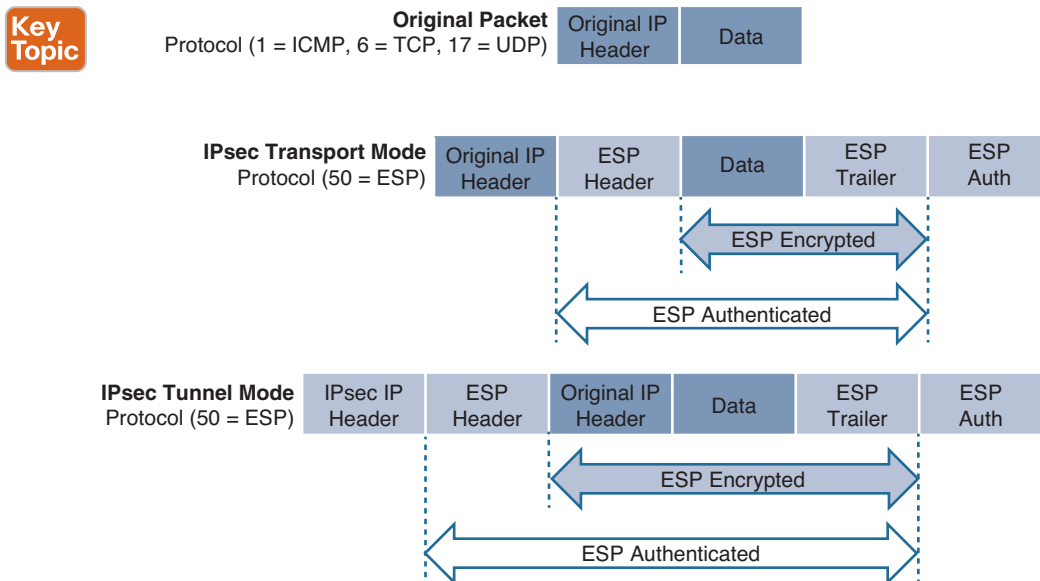 Key
Topic
Original Packet
Protocol (1 = ICMP, 6 = TCP, 17 = UDP)
Original IP
Header
Data
IPsec Transport Mode
Protocol (50 = ESP)
Original IP
Header
ESP
Header
Data
ESP
Trailer
ESP
Auth
ESP Encrypted
ESP Authenticated
IPsec Tunnel Mode
Protocol (50 = ESP)
IPsec IP
Header
ESP
Header
Original IP
Header
Data
ESP
Trailer
ESP
Auth
ESP Encrypted
ESP Authenticated